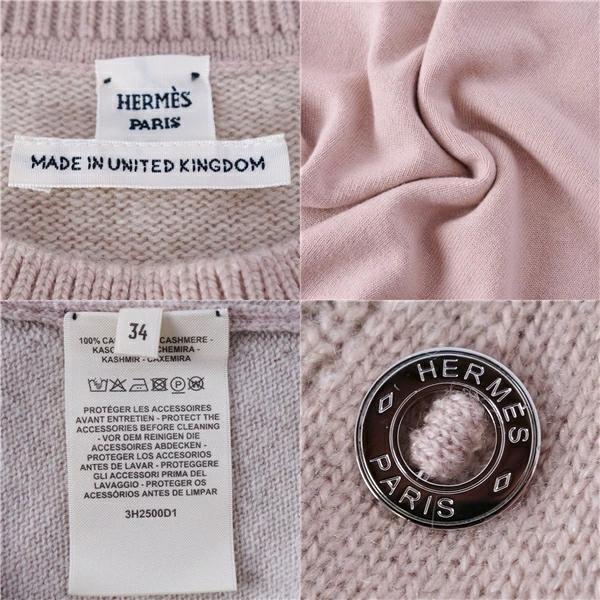 HERMÈS
PARIS
MADE IN UNITED KINGDOM
34
100% CA CASHMERE -
CHEMIRA -
KASHMIR - CAXEMIRA
PROTÉGER LES ACCESSOIRES
AVANT ENTRETIEN - PROTECT THE
ACCESSORIES BEFORE CLEANING
- VOR DEM REINIGEN DIE
ACCESSOIRES ABDECKEN -
PROTEGER LOS ACCESORIOS
ANTES DE LAVAR - PROTEGGERE
GLI ACCESSORI PRIMA DEL
LAVAGGIO - PROTEGER OS
ACESSÓRIOS ANTES DE LIMPAR
3H2500D1
HERMÈS
PARIS